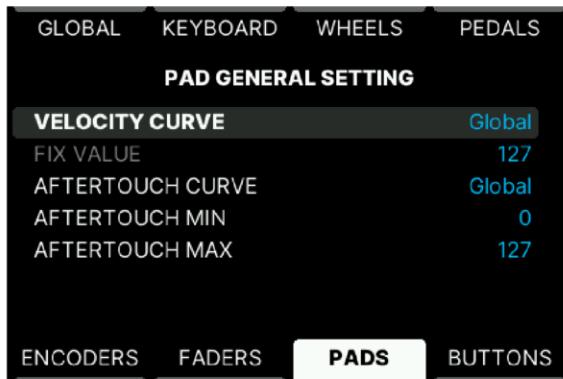 GLOBAL KEYBOARD WHEELS PEDALS
PAD GENERAL SETTING
VELOCITY CURVE Global
FIX VALUE 127
AFTERTOUCH CURVE Global
AFTERTOUCH MIN 0
AFTERTOUCH MAX 127
ENCODERS FADERS PADS BUTTONS